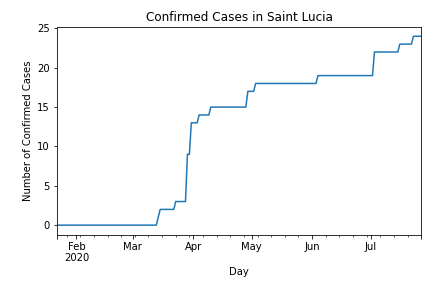 Confirmed Cases in Saint Lucia
Number of Confirmed Cases
25
20
15
10
5
0
Feb Mar Apr May Jun Jul
2020
Day